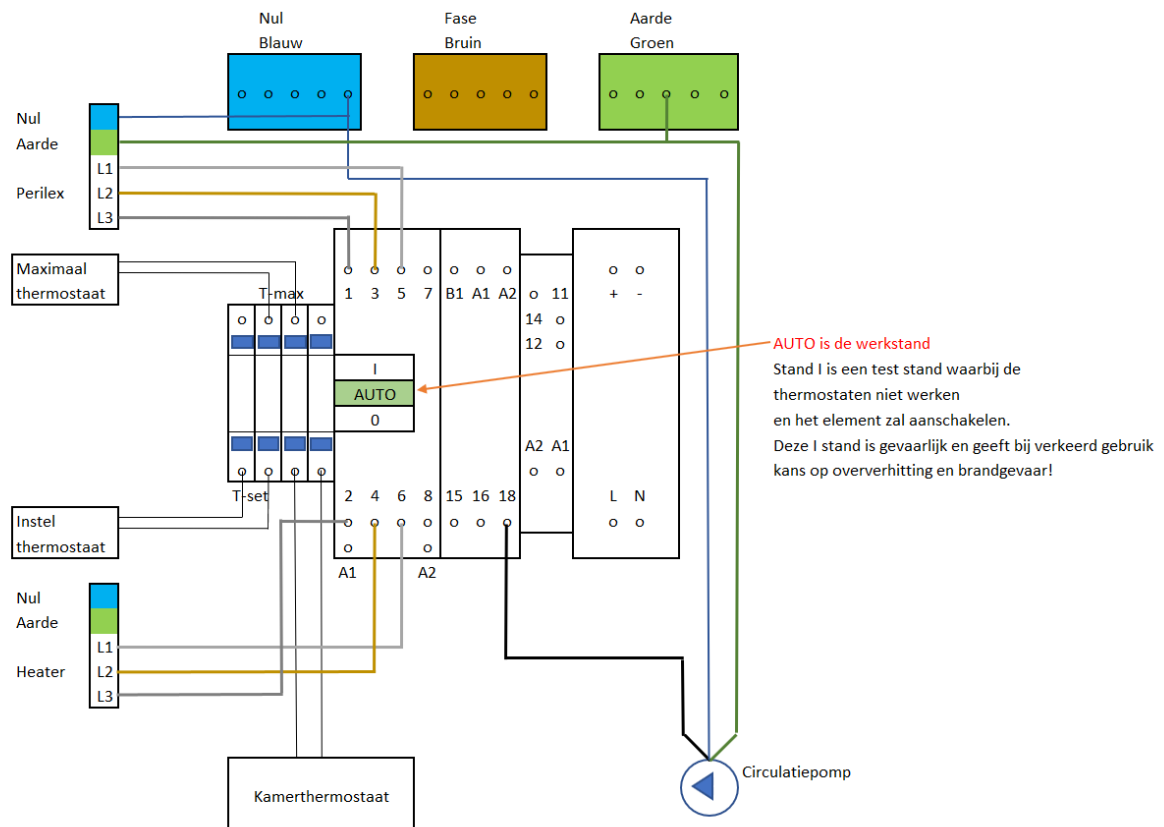 Nul
Blauw
Fase
Bruin
Aarde
Groen
o o o o o
o o o o o
o o o o o
Nul
Aarde
L1
Perilex L2
L3
Maximaal
thermostaat
T-max
o o o o
o o o o
1 3 5 7
o o o
B1 A1 A2
o 11
14 o
12 o
o o
+ -
I
AUTO
0
AUTO is de werkstand
Stand I is een test stand waarbij de
thermostaten niet werken
en het element zal aanschakelen.
Deze I stand is gevaarlijk en geeft bij verkeerd gebruik
kans op oververhitting en brandgevaar!
A2 A1
o o
o o o o
T-set
2 4 6 8
o o o o
o o
A1 A2
15 16 18
o o o
L N
o o
Instel
thermostaat
Nul
Aarde
L1
Heater L2
L3
Kamerthermostaat
Circulatiepomp